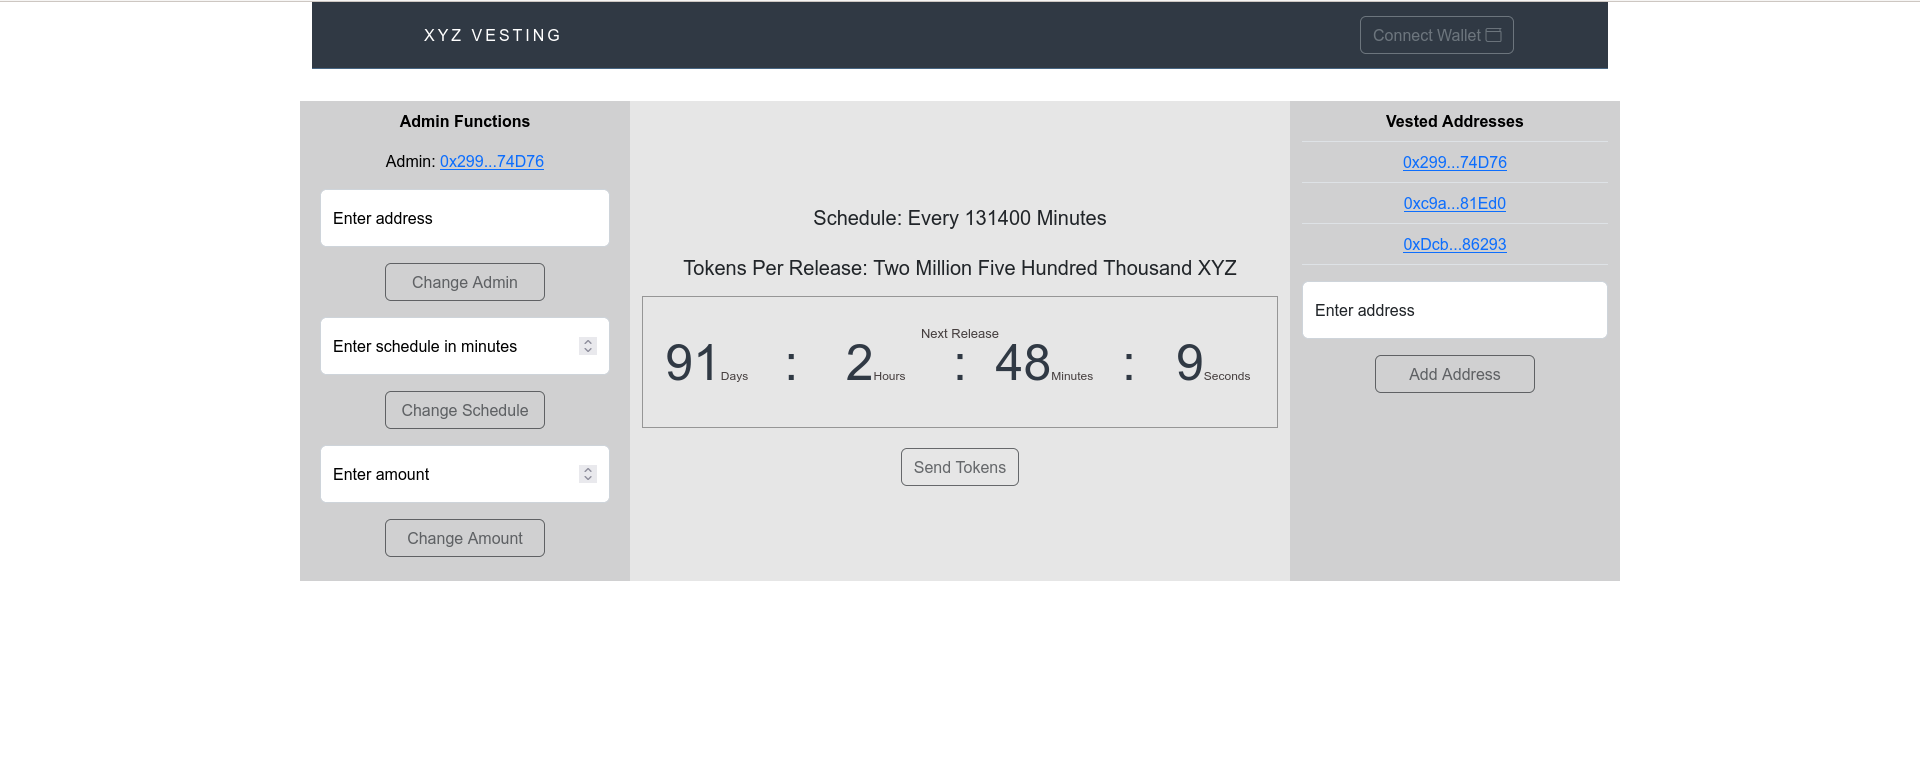 XYZ VESTING
Connect Wallet
Admin Functions
Admin: 0x299...74D76
Enter address
Change Admin
Enter schedule in minutes
Change Schedule
Enter amount
Change Amount
Schedule: Every 131400 Minutes
Tokens Per Release: Two Million Five Hundred Thousand XYZ
Next Release
91 Days : 2 Hours : 48 Minutes : 9 Seconds
Send Tokens
Vested Addresses
0x299...74D76
0xc9a...81Ed0
0xDcb...86293
Enter address
Add Address